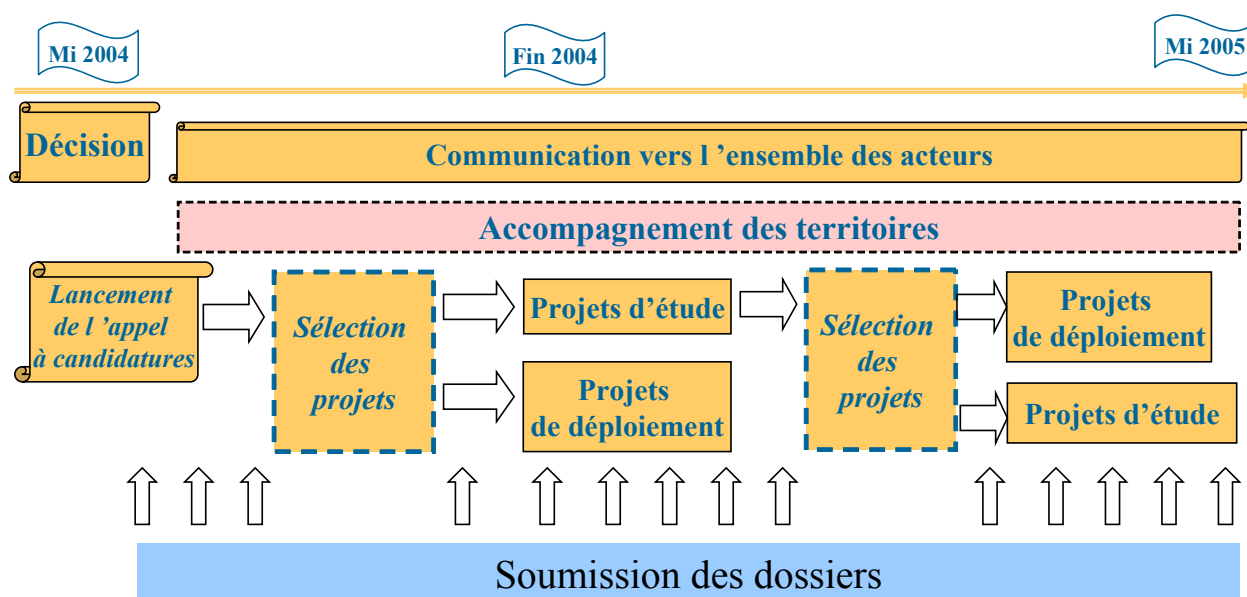 Mi 2004
Fin 2004
Mi 2005
Décision
Communication vers l ’ensemble des acteurs
Accompagnement des territoires
Lancement
de l ’appel
à candidatures
Sélection
des
projets
Projets d’étude
Projets
de déploiement
Sélection
des
projets
Projets
de déploiement
Projets d’étude
Soumission des dossiers